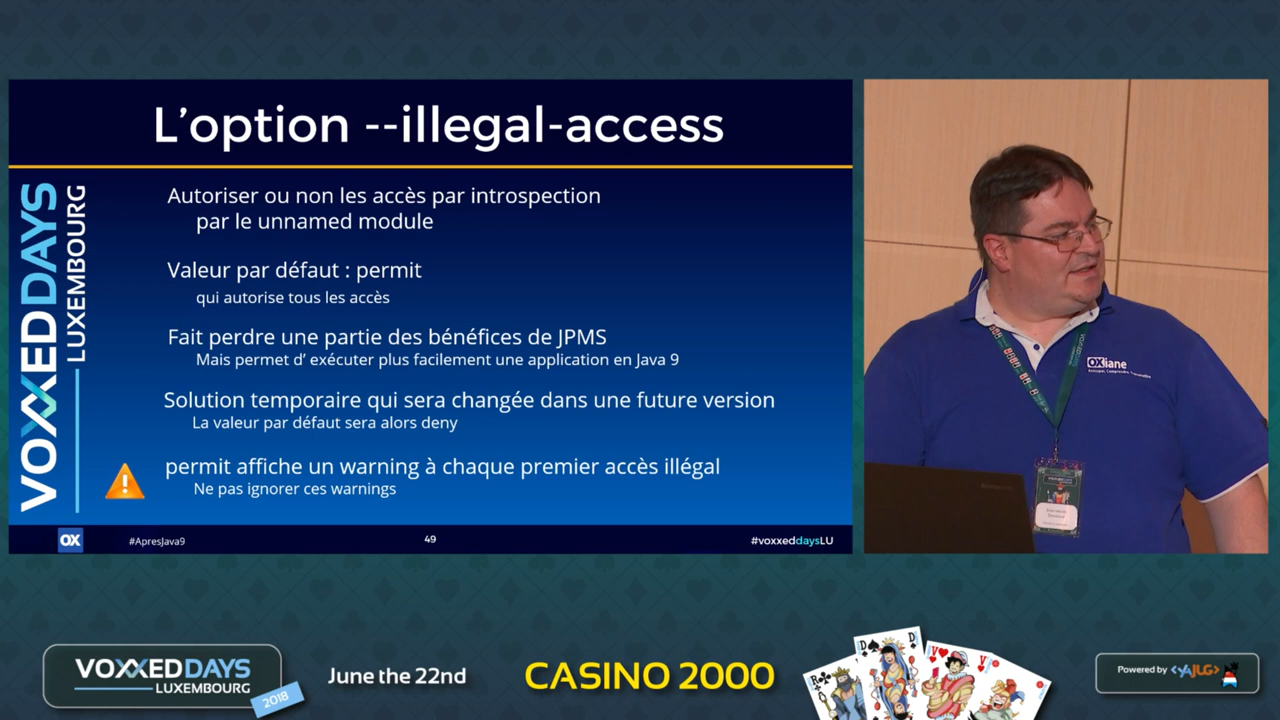 L'option --illegal-access
VOXXEDDAYS
LUXEMBOURG
Autoriser ou non les accès par introspection
par le unnamed module
Valeur par défaut : permit
qui autorise tous les accès
Fait perdre une partie des bénéfices de JPMS
Mais permet d' exécuter plus facilement une application en Java 9
Solution temporaire qui sera changée dans une future version
La valeur par défaut sera alors deny
permit affiche un warning à chaque premier accès illégal
Ne pas ignorer ces warnings
OX
#ApresJava9
49
#voxxeddaysLU
OXiane
VOXXEDDAYS
LUXEMBOURG
2018
June the 22nd
CASINO 2000
R
D
D
V
V
Powered by <YAJUG>